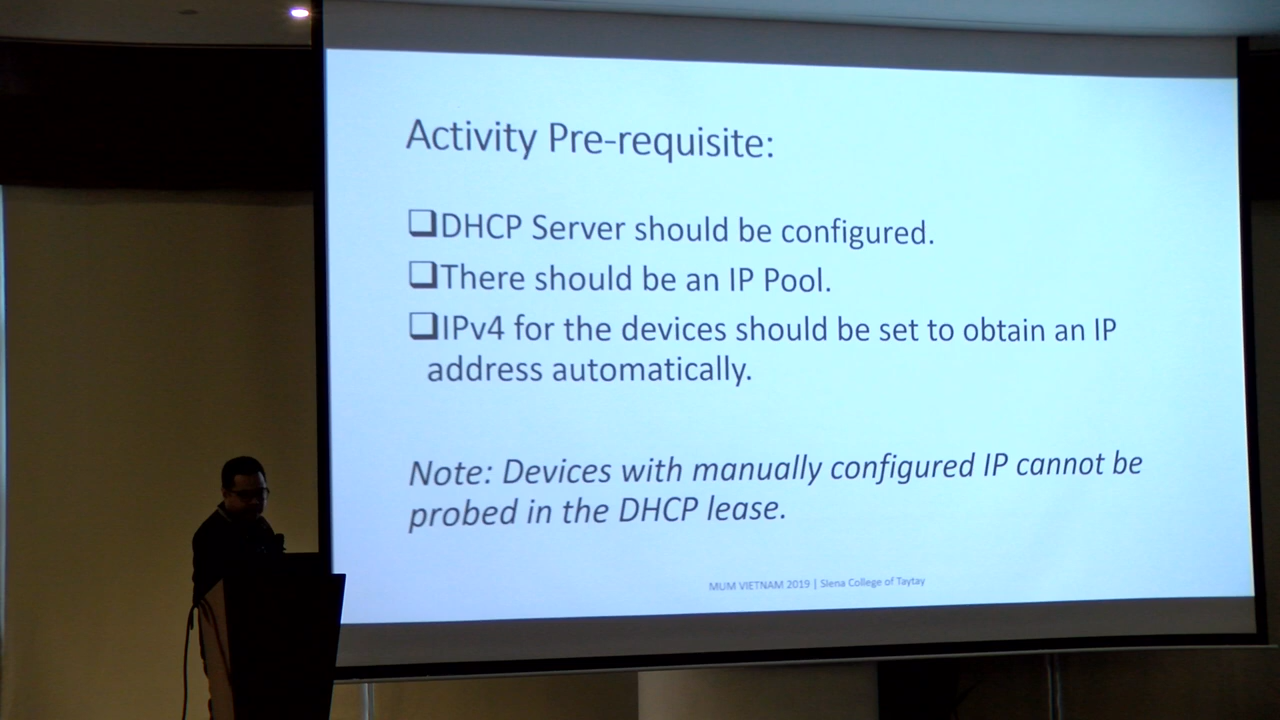 Activity Pre-requisite:
❑DHCP Server should be configured.
❑There should be an IP Pool.
❑IPv4 for the devices should be set to obtain an IP
address automatically.
Note: Devices with manually configured IP cannot be
probed in the DHCP lease.
MUM VIETNAM 2019 | Siena College of Taytay